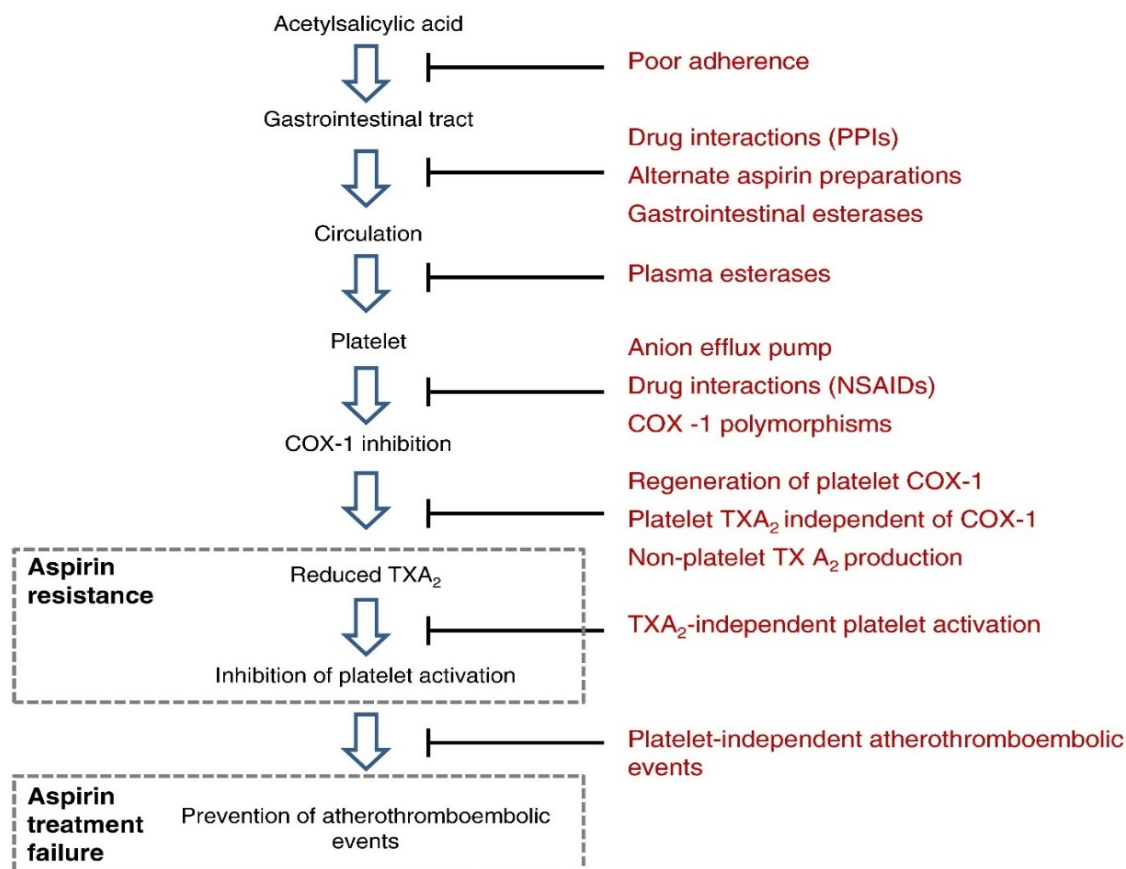 Acetylsalicylic acid
Poor adherence
Gastrointestinal tract
Drug interactions (PPIs)
Alternate aspirin preparations
Gastrointestinal esterases
Circulation
Plasma esterases
Platelet
Anion efflux pump
Drug interactions (NSAIDs)
COX -1 polymorphisms
COX-1 inhibition
Regeneration of platelet COX-1
Platelet TXA₂ independent of COX-1
Non-platelet TX A₂ production
Aspirin
resistance
Reduced TXA₂
TXA₂-independent platelet activation
Inhibition of platelet activation
Platelet-independent atherothromboembolic
events
Aspirin
treatment
failure
Prevention of atherothromboembolic
events